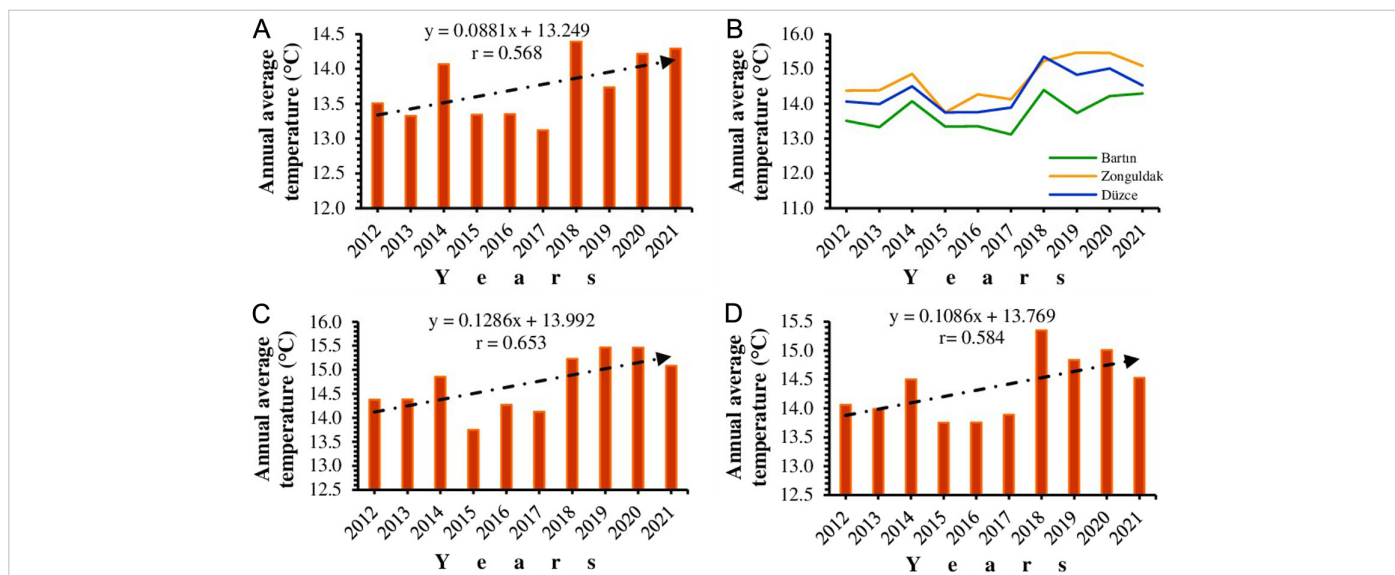 A
y = 0.0881x + 13.249
r = 0.568
Annual average
temperature (°C)
14.5
14.0
13.5
13.0
12.5
12.0
2012
2013
2014
2015
2016
2017
2018
2019
2020
2021
Years
B
Annual average
temperature (°C)
16.0
15.0
14.0
13.0
12.0
11.0
Bartın
Zonguldak
Düzce
2012
2013
2014
2015
2016
2017
2018
2019
2020
2021
Years
C
y = 0.1286x + 13.992
r = 0.653
Annual average
temperature (°C)
16.0
15.5
15.0
14.5
14.0
13.5
13.0
12.5
2012
2013
2014
2015
2016
2017
2018
2019
2020
2021
Years
D
y = 0.1086x + 13.769
r= 0.584
Annual average
temperature (°C)
15.5
15.0
14.5
14.0
13.5
13.0
12.5
2012
2013
2014
2015
2016
2017
2018
2019
2020
2021
Years